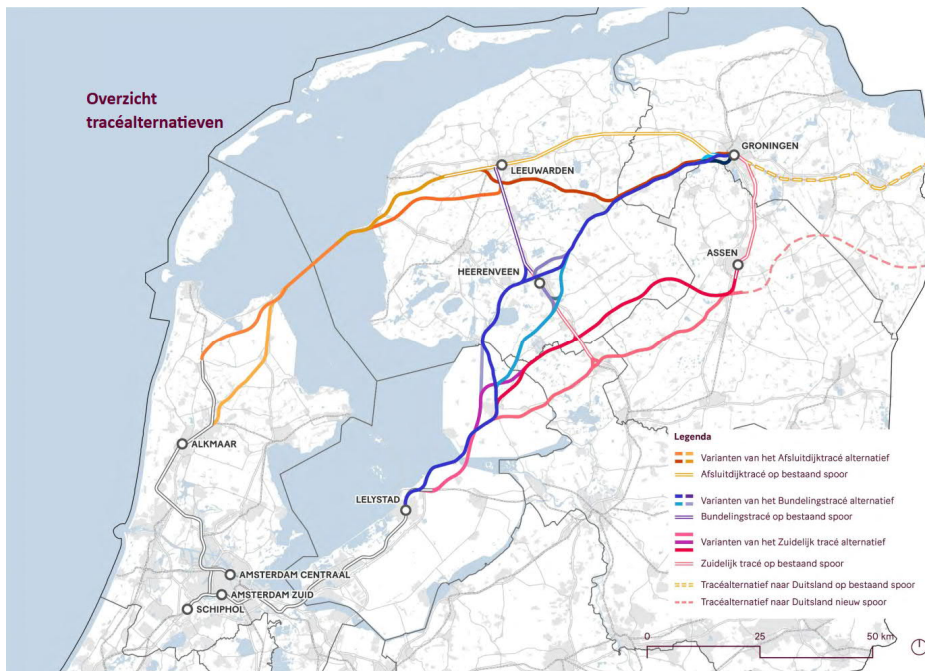 Overzicht
tracéalternatieven
GRONINGEN
LEEUWARDEN
ASSEN
HEERENVEEN
ALKMAAR
LELYSTAD
AMSTERDAM CENTRAAL
AMSTERDAM ZUID
SCHIPHOL
Legenda
Varianten van het Afsluitdijktracé alternatief
Afsluitdijktracé op bestaand spoor
Varianten van het Bundelingstracé alternatief
Bundelingstracé op bestaand spoor
Varianten van het Zuidelijk tracé alternatief
Zuidelijk tracé op bestaand spoor
Tracéalternatief naar Duitsland op bestaand spoor
Tracéalternatief naar Duitsland nieuw spoor
0 25 50 km